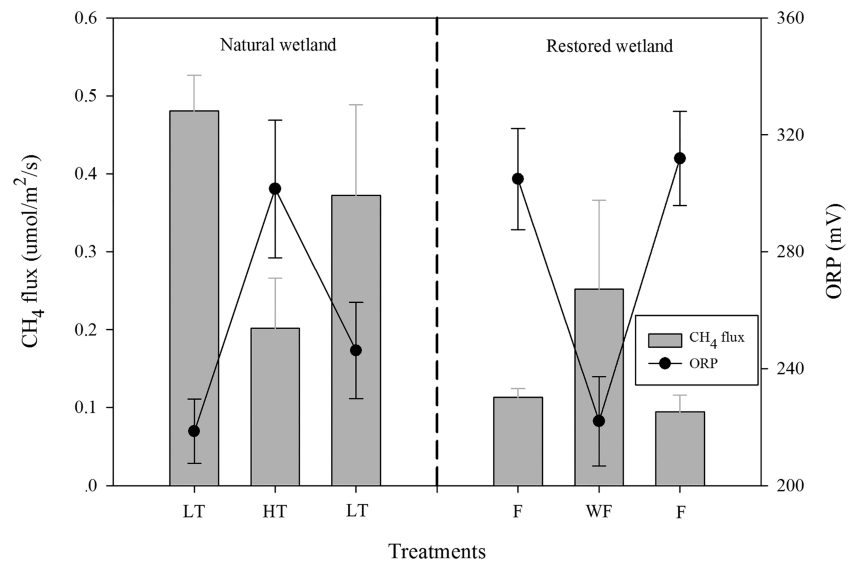 0.6
0.5
0.4
0.3
0.2
0.1
.0
CH4 flux (umol/m2/s)
Natural wetland
Restored wetland
360
320
280
240
200
ORP (mV)
CH4 flux
ORP
LT HT LT F WF F
Treatments